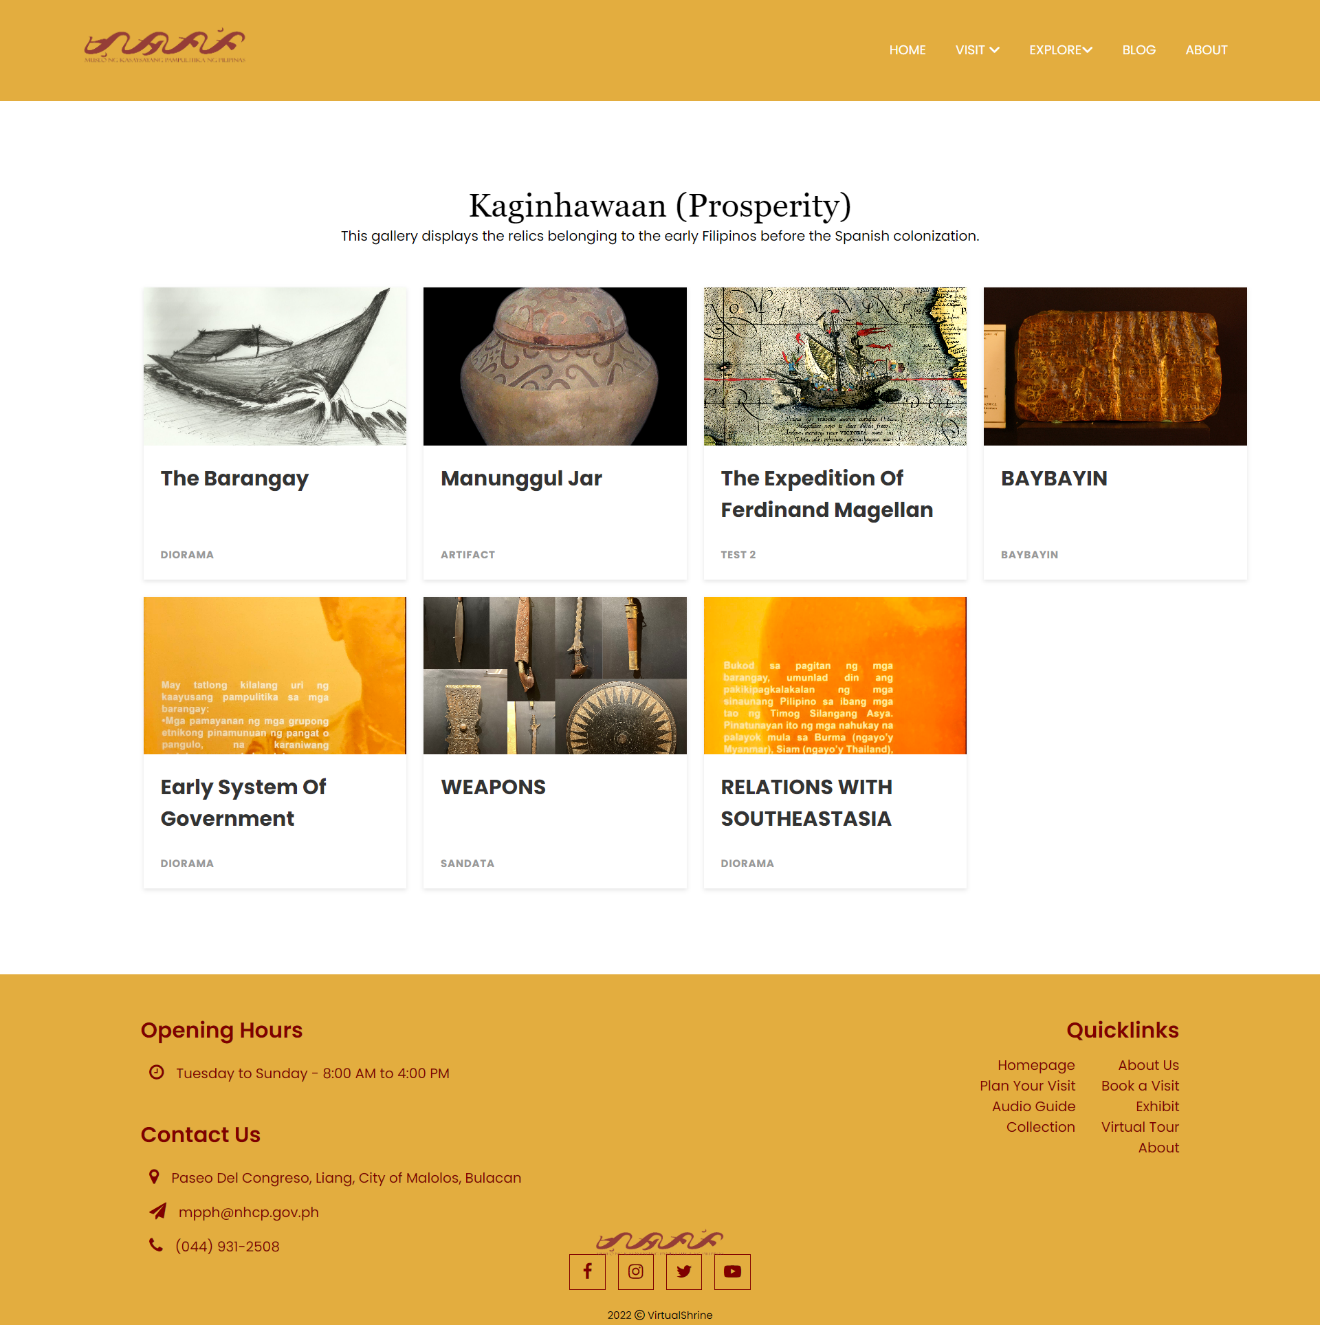 MUSEO NG KASAYSAYANG PAMPULITIKA NG PILIPINAS
HOME
VISIT
EXPLORE
BLOG
ABOUT
Kaginhawaan (Prosperity)
This gallery displays the relics belonging to the early Filipinos before the Spanish colonization.
The Barangay
DIORAMA
Manunggul Jar
ARTIFACT
The Expedition Of
Ferdinand Magellan
TEST 2
BAYBAYIN
BAYBAYIN
May tatlong kilalang uri ng
kaayusang pampulitika sa mga
barangay:
•Mga pamayanan ng mga grupong
etnikong pinamunuan ng pangat o
pangulo, na karaniwang
Early System Of
Government
DIORAMA
WEAPONS
SANDATA
Bukod sa pagitan ng mga
barangay, umunlad din ang
pakikipagkalakalan ng mga
sinaunang Pilipino sa ibang mga
tao ng Timog Silangang Asya.
Pinatunayan ito ng mga nahukay na
palayok mula sa Burma (ngayo'y
Myanmar), Siam (ngayo'y Thailand),
RELATIONS WITH
SOUTHEASTASIA
DIORAMA
Opening Hours
Tuesday to Sunday - 8:00 AM to 4:00 PM
Contact Us
Paseo Del Congreso, Liang, City of Malolos, Bulacan
mpph@nhcp.gov.ph
(044) 931-2508
Quicklinks
Homepage
Plan Your Visit
Audio Guide
Collection
About Us
Book a Visit
Exhibit
Virtual Tour
About
2022 © VirtualShrine